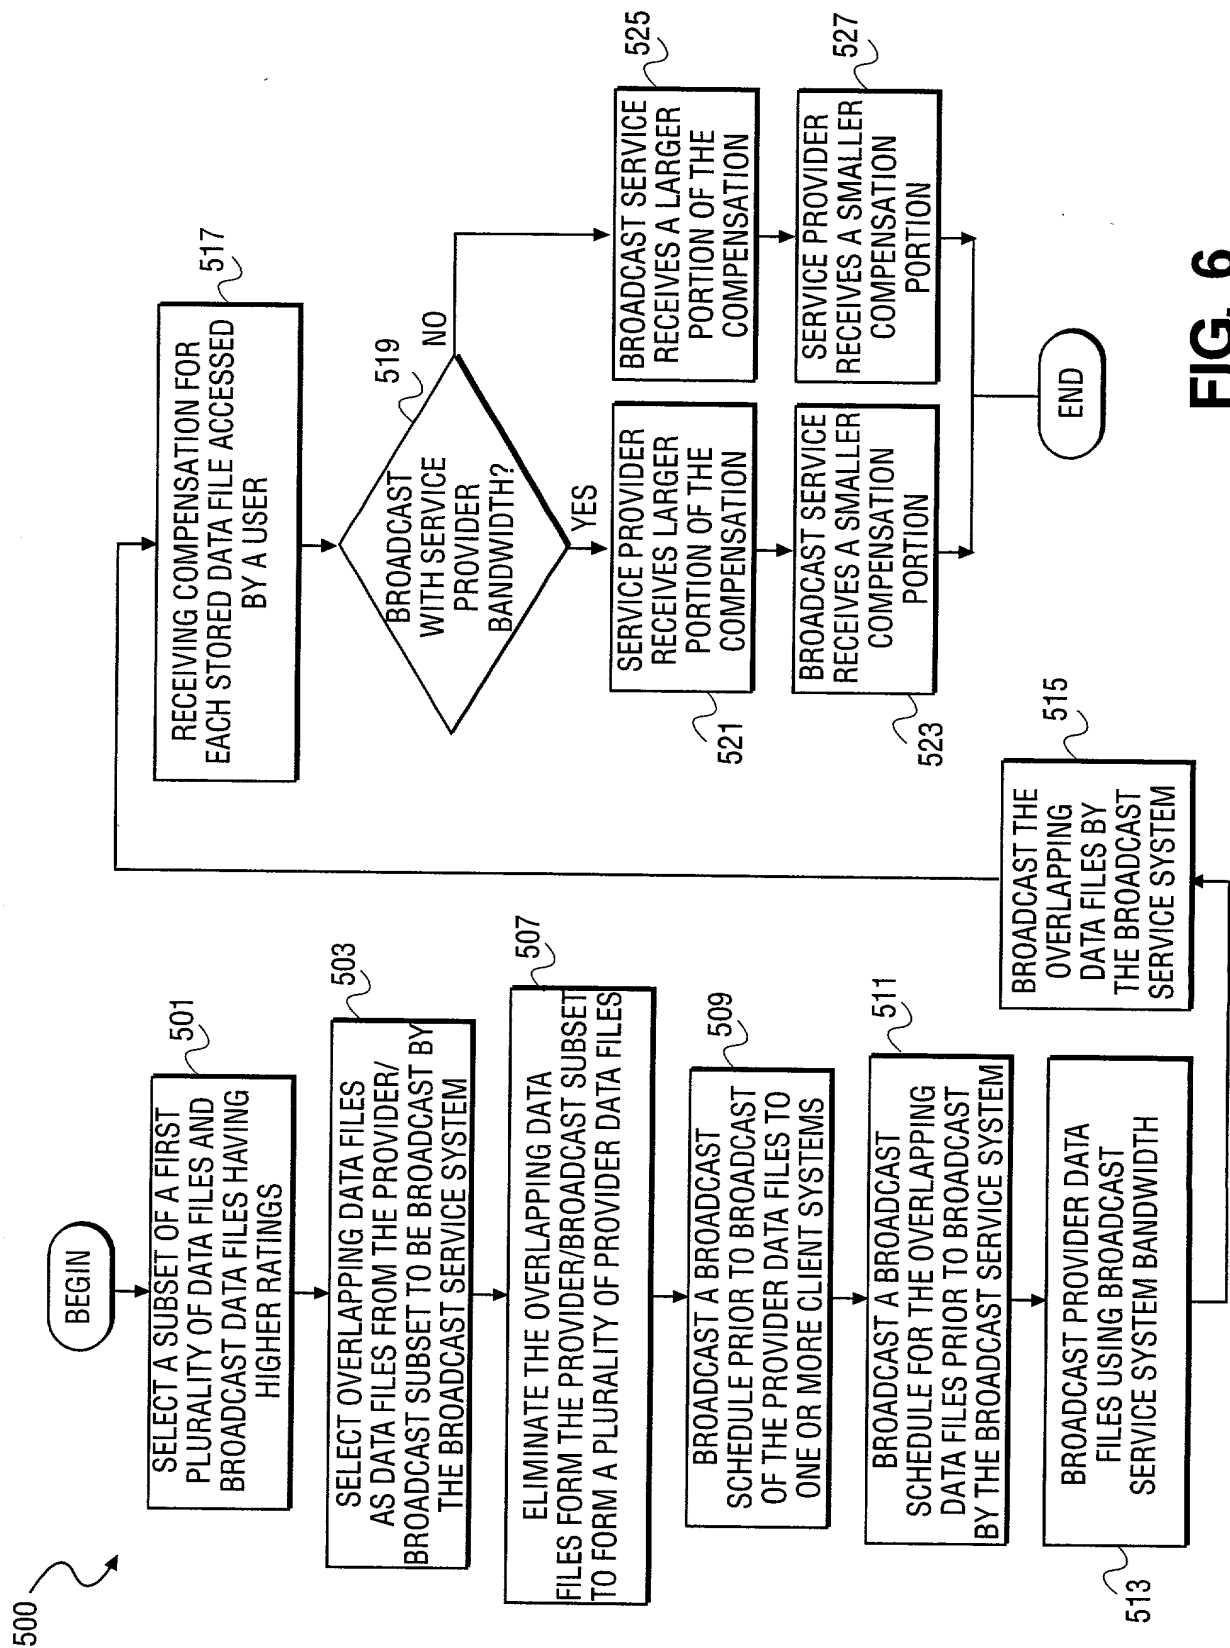 500
BEGIN
501
SELECT A SUBSET OF A FIRST
PLURALITY OF DATA FILES AND
BROADCAST DATA FILES HAVING
HIGHER RATINGS
503
SELECT OVERLAPPING DATA FILES
AS DATA FILES FROM THE PROVIDER/
BROADCAST SUBSET TO BE BROADCAST BY
THE BROADCAST SERVICE SYSTEM
507
ELIMINATE THE OVERLAPPING DATA
FILES FORM THE PROVIDER/BROADCAST SUBSET
TO FORM A PLURALITY OF PROVIDER DATA FILES
509
BROADCAST A BROADCAST
SCHEDULE PRIOR TO BROADCAST
OF THE PROVIDER DATA FILES TO
ONE OR MORE CLIENT SYSTEMS
511
BROADCAST A BROADCAST
SCHEDULE FOR THE OVERLAPPING
DATA FILES PRIOR TO BROADCAST
BY THE BROADCAST SERVICE SYSTEM
BROADCAST PROVIDER DATA
FILES USING BROADCAST
SERVICE SYSTEM BANDWIDTH
513
515
BROADCAST THE
OVERLAPPING
DATA FILES BY
THE BROADCAST
SERVICE SYSTEM
517
RECEIVING COMPENSATION FOR
EACH STORED DATA FILE ACCESSED
BY A USER
519
BROADCAST
WITH SERVICE
PROVIDER
BANDWIDTH?
NO
YES
SERVICE PROVIDER
RECEIVES LARGER
PORTION OF THE
COMPENSATION
521
BROADCAST SERVICE
RECEIVES A SMALLER
COMPENSATION
PORTION
523
525
BROADCAST SERVICE
RECEIVES A LARGER
PORTION OF THE
COMPENSATION
527
SERVICE PROVIDER
RECEIVES A SMALLER
COMPENSATION
PORTION
END
FIG. 6